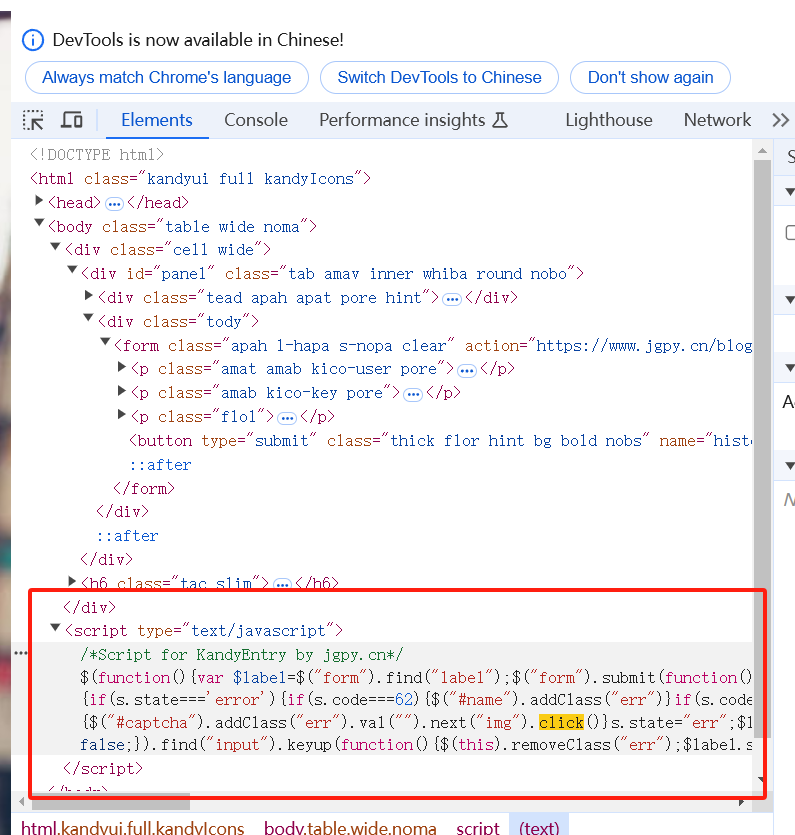 DevTools is now available in Chinese!
Always match Chrome's language
Switch DevTools to Chinese
Don't show again
Elements Console Performance insights Lighthouse Network
<!DOCTYPE html>
<html class="kandyui full kandyIcons">
<head>…</head>
<body class="table wide noma">
<div class="cell wide">
<div id="panel" class="tab amav inner whiba round nobo">
<div class="tead apah apat pore hint">…</div>
<div class="tody">
<form class="apah l-hapa s-nopa clear" action="https://www.jgpy.cn/blog
<p class="amat amab kico-user pore">…</p>
<p class="amab kico-key pore">…</p>
<p class="flol">…</p>
<button type="submit" class="thick flor hint bg bold nobs" name="histo
::after
</form>
</div>
::after
</div>
<h6 class="tac slim">…</h6>
</div>
<script type="text/javascript">
/*Script for KandyEntry by jgpy.cn*/
$(function(){var $label=$("form").find("label");$("form").submit(function()
{if(s.state==='error'){if(s.code===62){$("#name").addClass("err")}if(s.code
{$("#captcha").addClass("err").val("").next("img").click()}s.state="err";$l
false;}).find("input").keyup(function(){$(this).removeClass("err");$label.s
</script>
</body>
html.kandyui.full.kandyIcons body.table.wide.noma script (text)